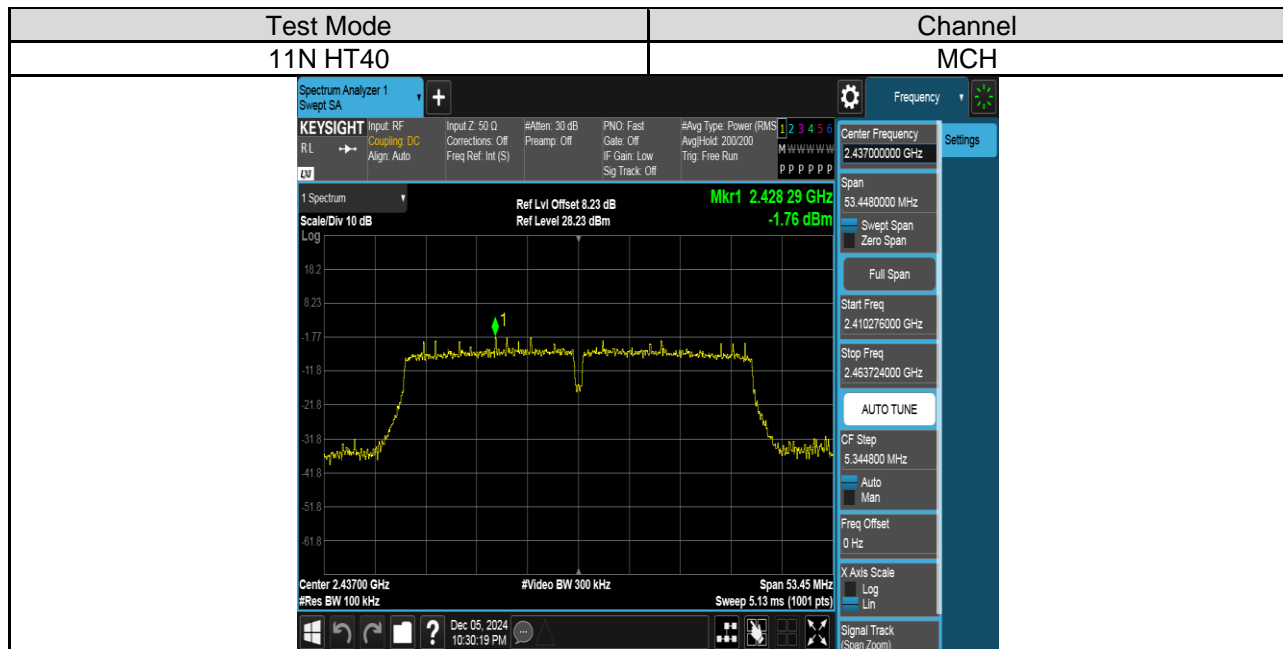 Test Mode Channel
11N HT40 MCH
Spectrum Analyzer 1
Swept SA
+
Frequency
KEYSIGHT
RL
LXI
Input: RF
Coupling: DC
Align: Auto
Input Z: 50 Ω
Corrections: Off
Freq Ref: Int (S)
#Atten: 30 dB
Preamp: Off
PNO: Fast
Gate: Off
IF Gain: Low
Sig Track: Off
#Avg Type: Power (RMS
Avg|Hold: 200/200
Trig: Free Run
1 2 3 4 5 6
M W W W W W
P P P P P P
Center Frequency
2.437000000 GHz
Settings
1 Spectrum
Scale/Div 10 dB
Log
Ref Lvl Offset 8.23 dB
Ref Level 28.23 dBm
Mkr1 2.428 29 GHz
-1.76 dBm
Span
53.4480000 MHz
Swept Span
Zero Span
Full Span
Start Freq
2.410276000 GHz
Stop Freq
2.463724000 GHz
AUTO TUNE
CF Step
5.344800 MHz
Auto
Man
Freq Offset
0 Hz
X Axis Scale
Log
Lin
Signal Track
(Span Zoom)
18.2
8.23
1
-1.77
-11.8
-21.8
-31.8
-41.8
-51.8
-61.8
Center 2.43700 GHz
#Res BW 100 kHz
#Video BW 300 kHz
Span 53.45 MHz
Sweep 5.13 ms (1001 pts)
?
Dec 05, 2024
10:30:19 PM